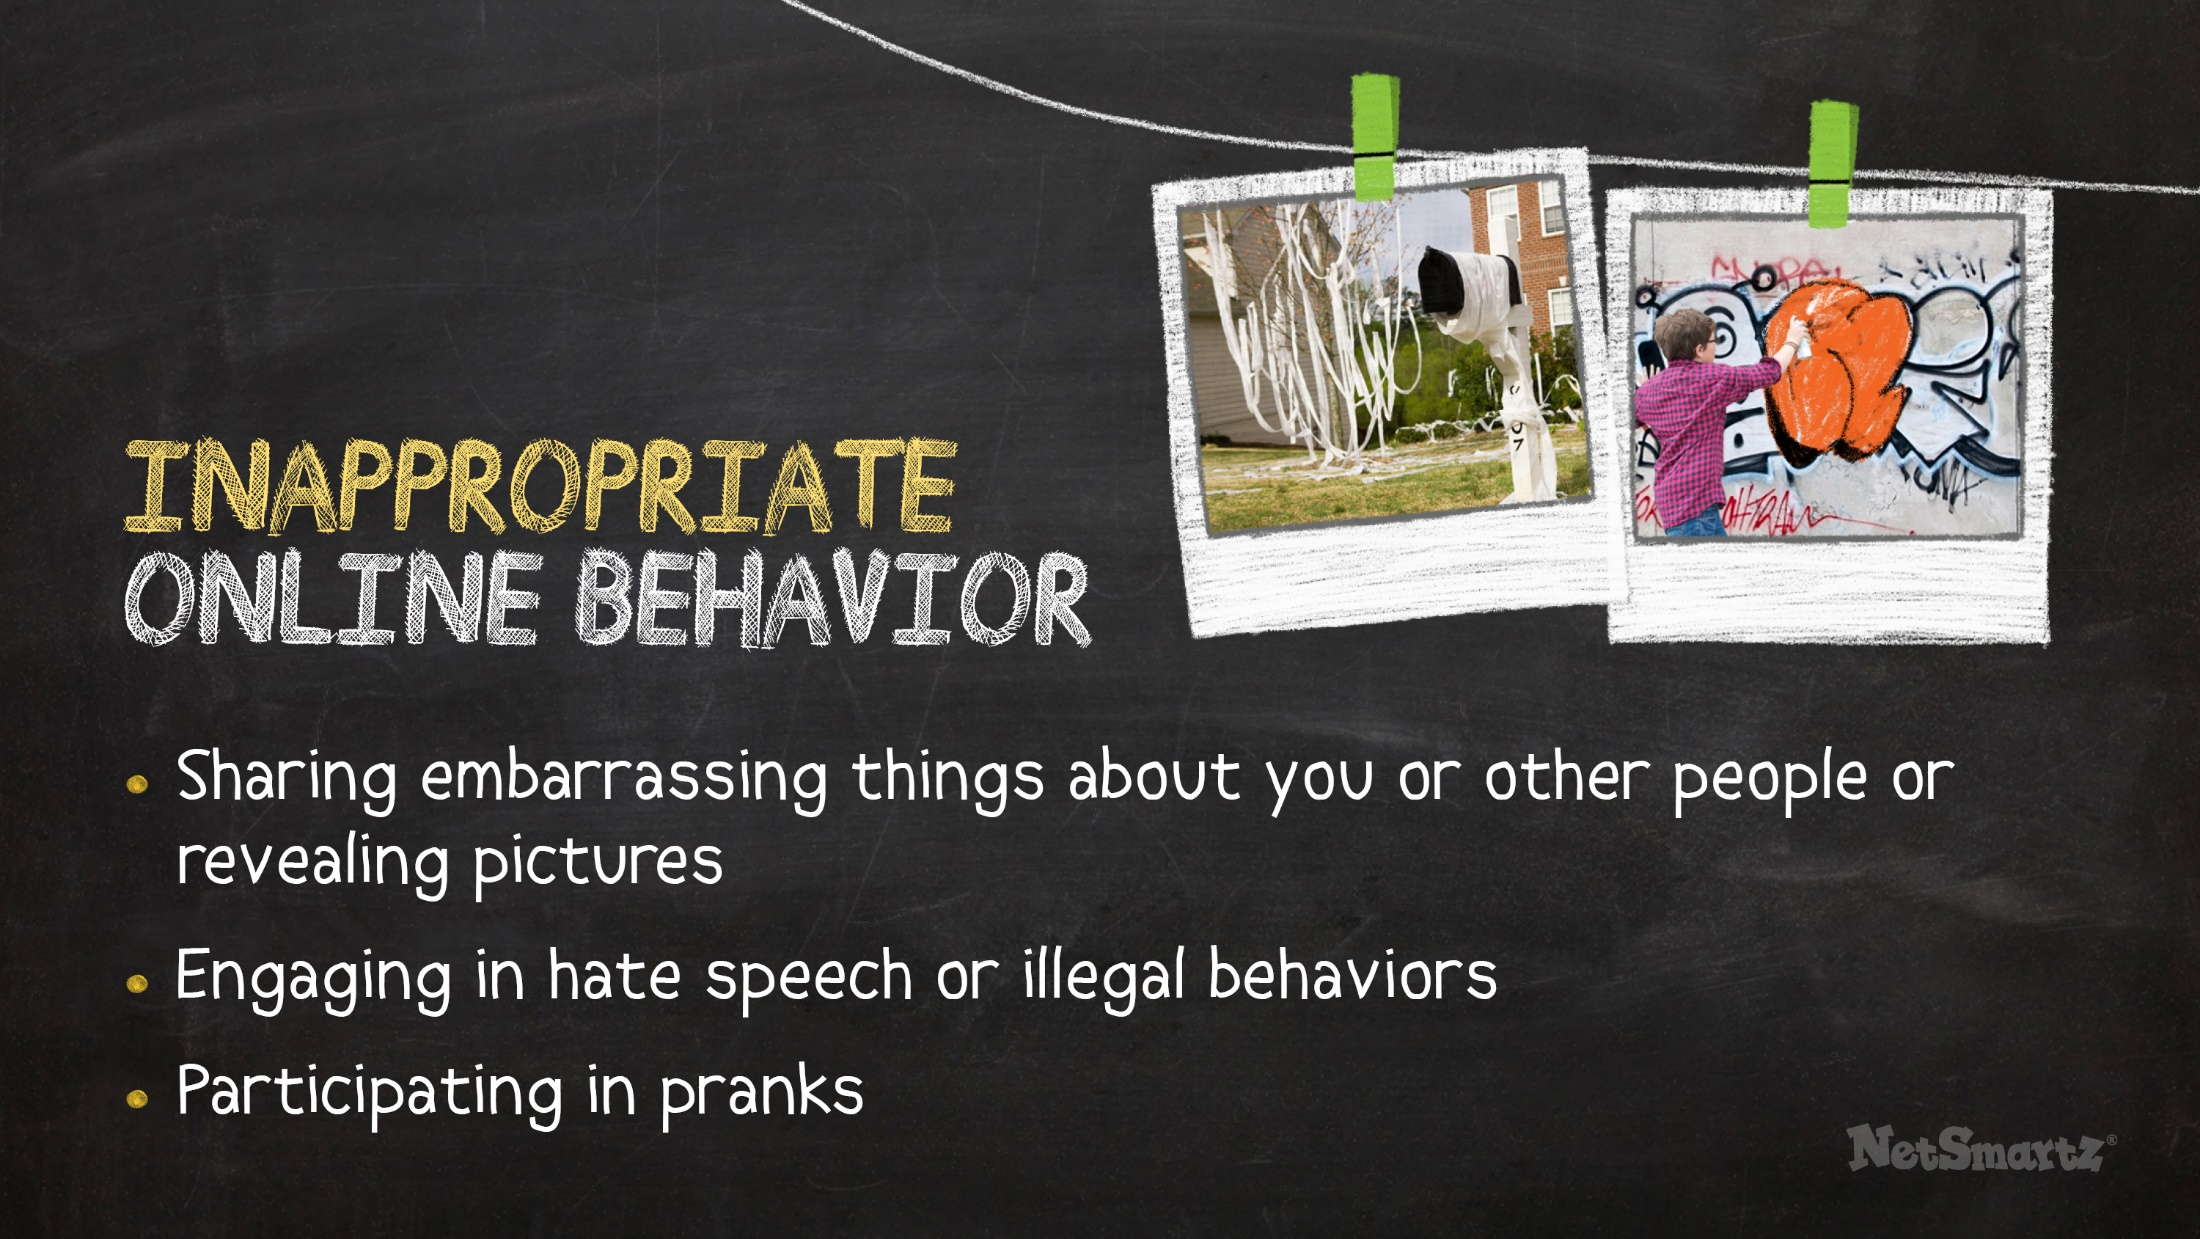 INAPPROPRIATE
ONLINE BEHAVIOR
• Sharing embarrassing things about you or other people or
revealing pictures
• Engaging in hate speech or illegal behaviors
• Participating in pranks
NetSmartz®